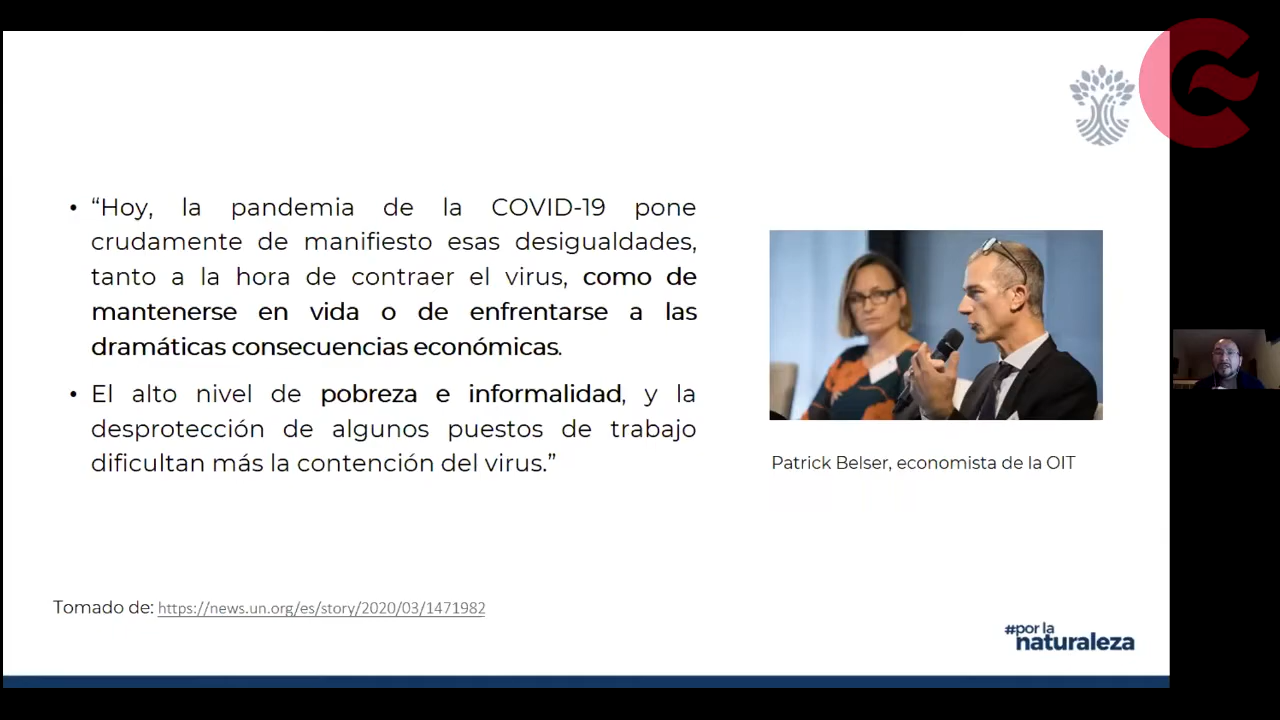 • “Hoy, la pandemia de la COVID-19 pone
crudamente de manifiesto esas desigualdades,
tanto a la hora de contraer el virus, como de
mantenerse en vida o de enfrentarse a las
dramáticas consecuencias económicas.
• El alto nivel de pobreza e informalidad, y la
desprotección de algunos puestos de trabajo
dificultan más la contención del virus.”
Patrick Belser, economista de la OIT
Tomado de: https://news.un.org/es/story/2020/03/1471982
#por la
naturaleza